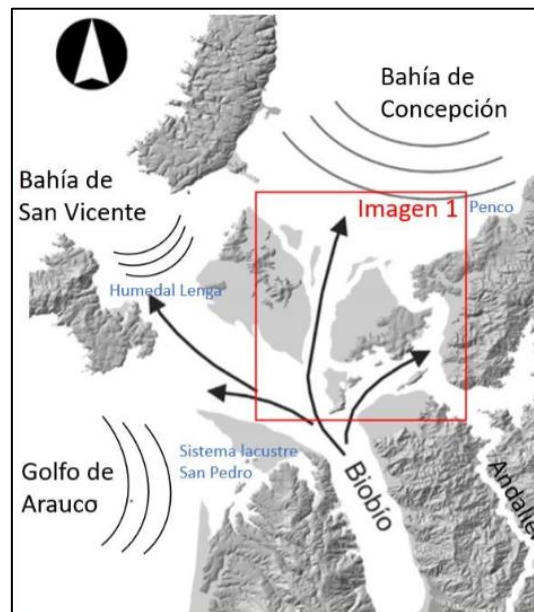 Bahía de
Concepción
Bahía de
San Vicente
Imagen 1
Penco
Humedal Lenga
Sistema lacustre
San Pedro
Golfo de
Arauco
Biobío